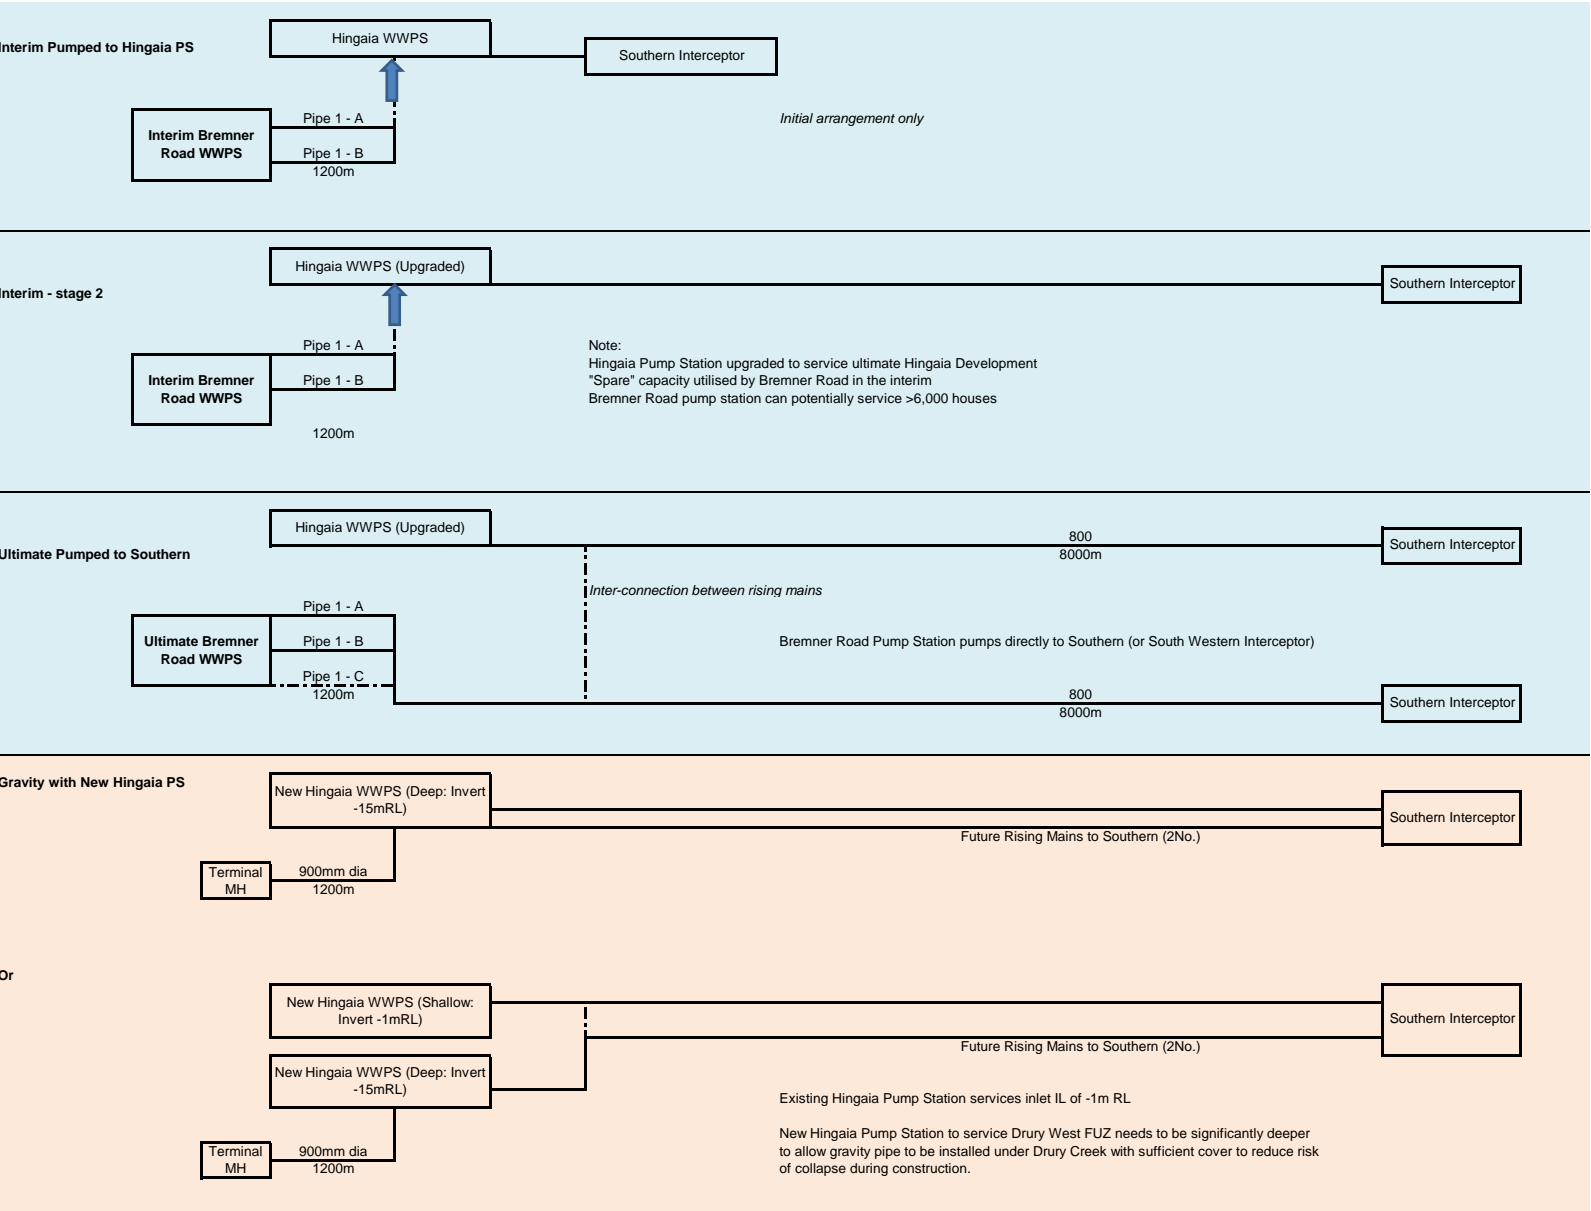 Interim Pumped to Hingaia PS
Hingaia WWPS
Southern Interceptor
Pipe 1 - A
Initial arrangement only
Interim Bremner
Road WWPS
Pipe 1 - B
1200m
Hingaia WWPS (Upgraded)
Southern Interceptor
Interim - stage 2
Pipe 1 - A
Interim Bremner
Road WWPS
Pipe 1 - B
1200m
Note:
Hingaia Pump Station upgraded to service ultimate Hingaia Development
"Spare" capacity utilised by Bremner Road in the interim
Bremner Road pump station can potentially service >6,000 houses
Hingaia WWPS (Upgraded)
800
8000m
Southern Interceptor
Ultimate Pumped to Southern
Inter-connection between rising mains
Pipe 1 - A
Ultimate Bremner
Road WWPS
Pipe 1 - B
Bremner Road Pump Station pumps directly to Southern (or South Western Interceptor)
Pipe 1 - C
1200m
800
8000m
Southern Interceptor
Gravity with New Hingaia PS
New Hingaia WWPS (Deep: Invert
-15mRL)
Southern Interceptor
Future Rising Mains to Southern (2No.)
Terminal
MH
900mm dia
1200m
Or
New Hingaia WWPS (Shallow:
Invert -1mRL)
Southern Interceptor
Future Rising Mains to Southern (2No.)
New Hingaia WWPS (Deep: Invert
-15mRL)
Existing Hingaia Pump Station services inlet IL of -1m RL
New Hingaia Pump Station to service Drury West FUZ needs to be significantly deeper
to allow gravity pipe to be installed under Drury Creek with sufficient cover to reduce risk
of collapse during construction.
Terminal
MH
900mm dia
1200m